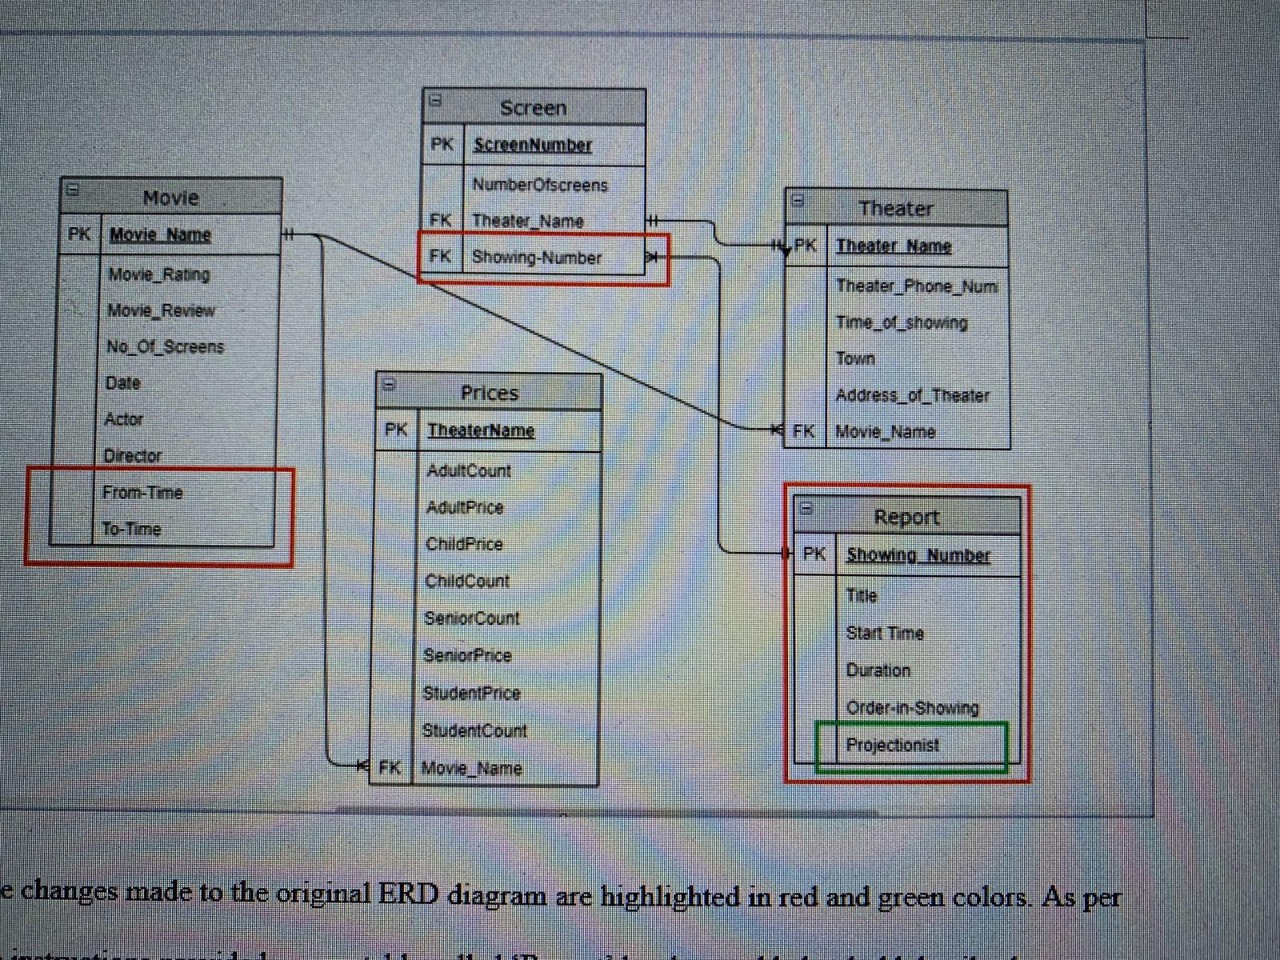 Screen
PK ScreenNumber
NumberOfscreens
FK Theater_Name
FK Showing-Number
Movie
PK Movie_Name
Movie_Rating
Movie_Review
No_Of_Screens
Date
Actor
Director
From-Time
To-Time
Theater
PK Theater_Name
Theater_Phone_Num
Time_of_showing
Town
Address_of_Theater
FK Movie_Name
Prices
PK TheaterName
AdultCount
AdultPrice
ChildPrice
ChildCount
SeniorCount
SeniorPrice
StudentPrice
StudentCount
FK Movie_Name
Report
PK Showing_Number
Title
Start Time
Duration
Order-in-Showing
Projectionist
e changes made to the original ERD diagram are highlighted in red and green colors. As per